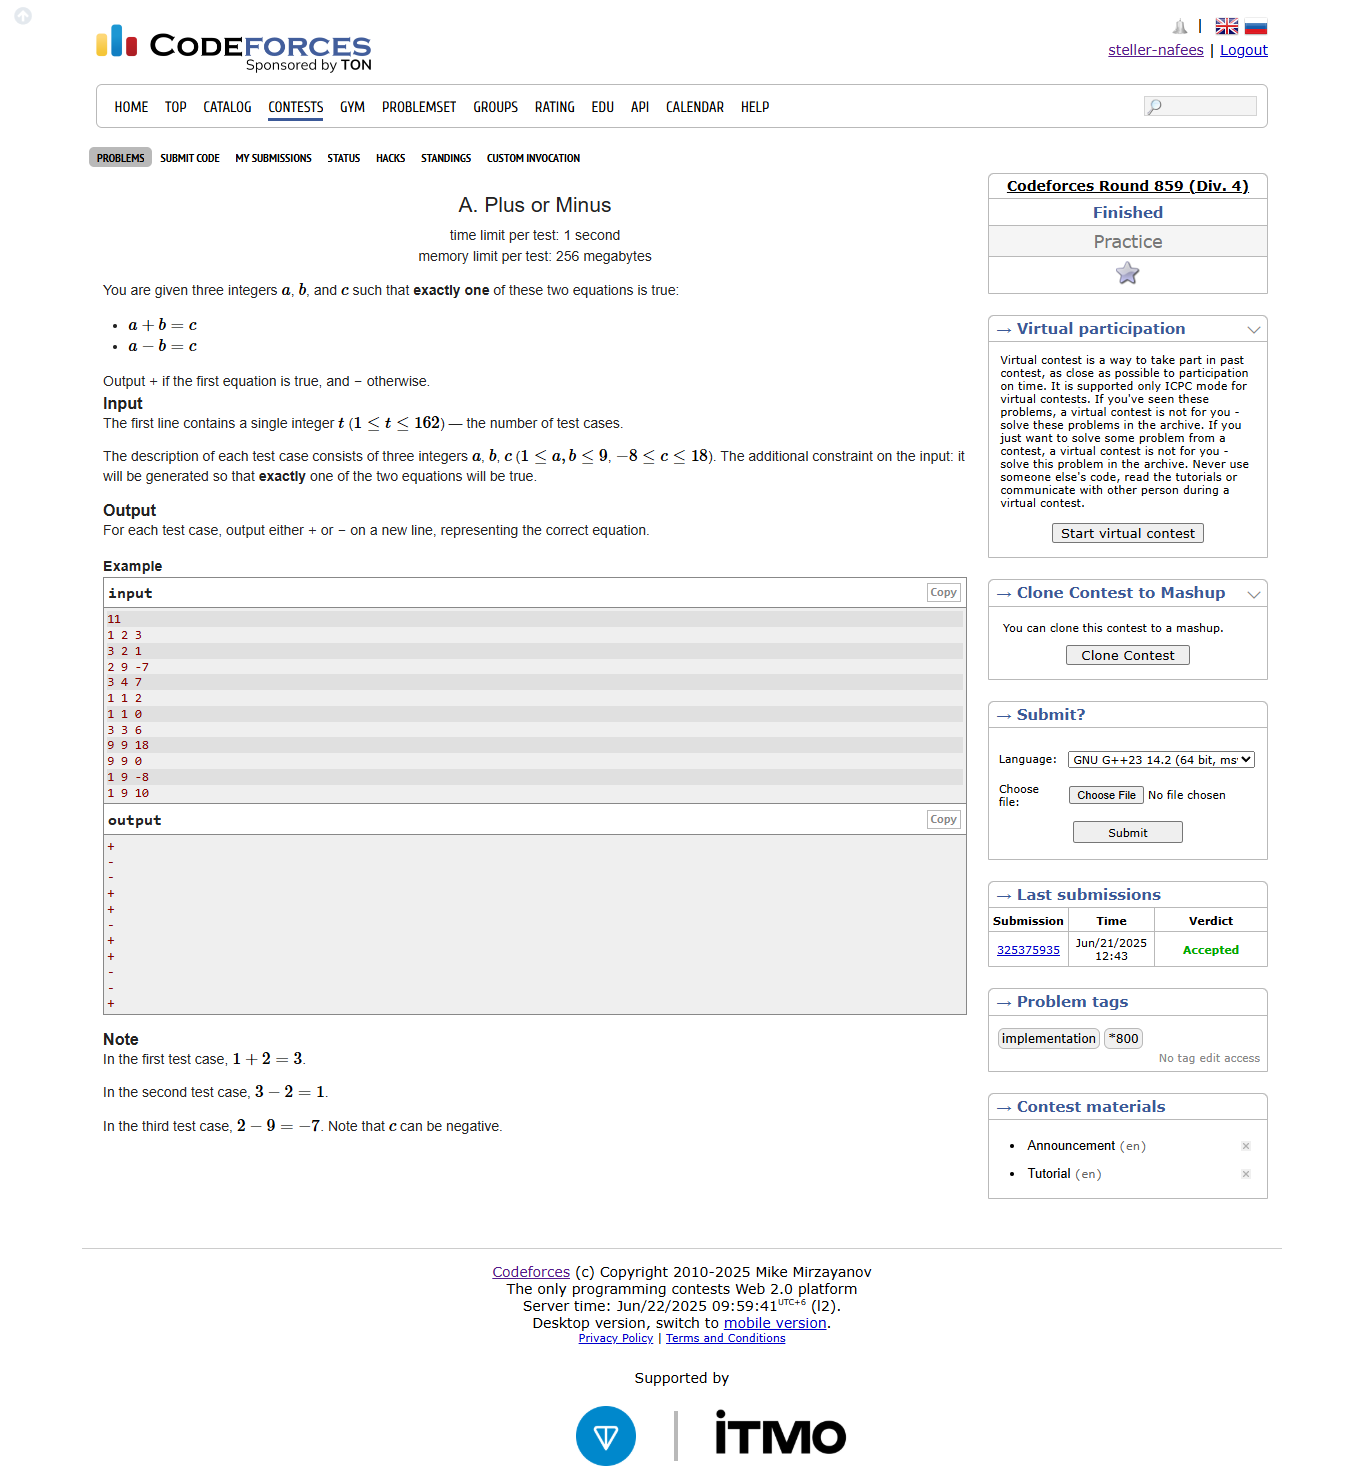 CODEFORCES
Sponsored by TON
|
steller-nafees | Logout
HOME TOP CATALOG CONTESTS GYM PROBLEMSET GROUPS RATING EDU API CALENDAR HELP
PROBLEMS SUBMIT CODE MY SUBMISSIONS STATUS HACKS STANDINGS CUSTOM INVOCATION
A. Plus or Minus
time limit per test: 1 second
memory limit per test: 256 megabytes
You are given three integers a, b, and c such that exactly one of these two equations is true:
• a + b = c
• a − b = c
Output + if the first equation is true, and − otherwise.
Input
The first line contains a single integer t (1 ≤ t ≤ 162) — the number of test cases.
The description of each test case consists of three integers a, b, c (1 ≤ a, b ≤ 9, −8 ≤ c ≤ 18). The additional constraint on the input: it
will be generated so that exactly one of the two equations will be true.
Output
For each test case, output either + or − on a new line, representing the correct equation.
Example
input Copy
11
1 2 3
3 2 1
2 9 -7
3 4 7
1 1 2
1 1 0
3 3 6
9 9 18
9 9 0
1 9 -8
1 9 10
output Copy
+
-
-
+
+
-
+
+
-
-
+
Note
In the first test case, 1 + 2 = 3.
In the second test case, 3 − 2 = 1.
In the third test case, 2 − 9 = −7. Note that c can be negative.
Codeforces Round 859 (Div. 4)
Finished
Practice
→ Virtual participation
Virtual contest is a way to take part in past
contest, as close as possible to participation
on time. It is supported only ICPC mode for
virtual contests. If you've seen these
problems, a virtual contest is not for you -
solve these problems in the archive. If you
just want to solve some problem from a
contest, a virtual contest is not for you -
solve this problem in the archive. Never use
someone else's code, read the tutorials or
communicate with other person during a
virtual contest.
Start virtual contest
→ Clone Contest to Mashup
You can clone this contest to a mashup.
Clone Contest
→ Submit?
Language: GNU G++23 14.2 (64 bit, ms
Choose
file: Choose File No file chosen
Submit
→ Last submissions
Submission Time Verdict
325375935 Jun/21/2025
12:43 Accepted
→ Problem tags
implementation *800
No tag edit access
→ Contest materials
• Announcement (en)
• Tutorial (en)
Codeforces (c) Copyright 2010-2025 Mike Mirzayanov
The only programming contests Web 2.0 platform
Server time: Jun/22/2025 09:59:41 UTC+6 (l2).
Desktop version, switch to mobile version.
Privacy Policy | Terms and Conditions
Supported by
iTMO